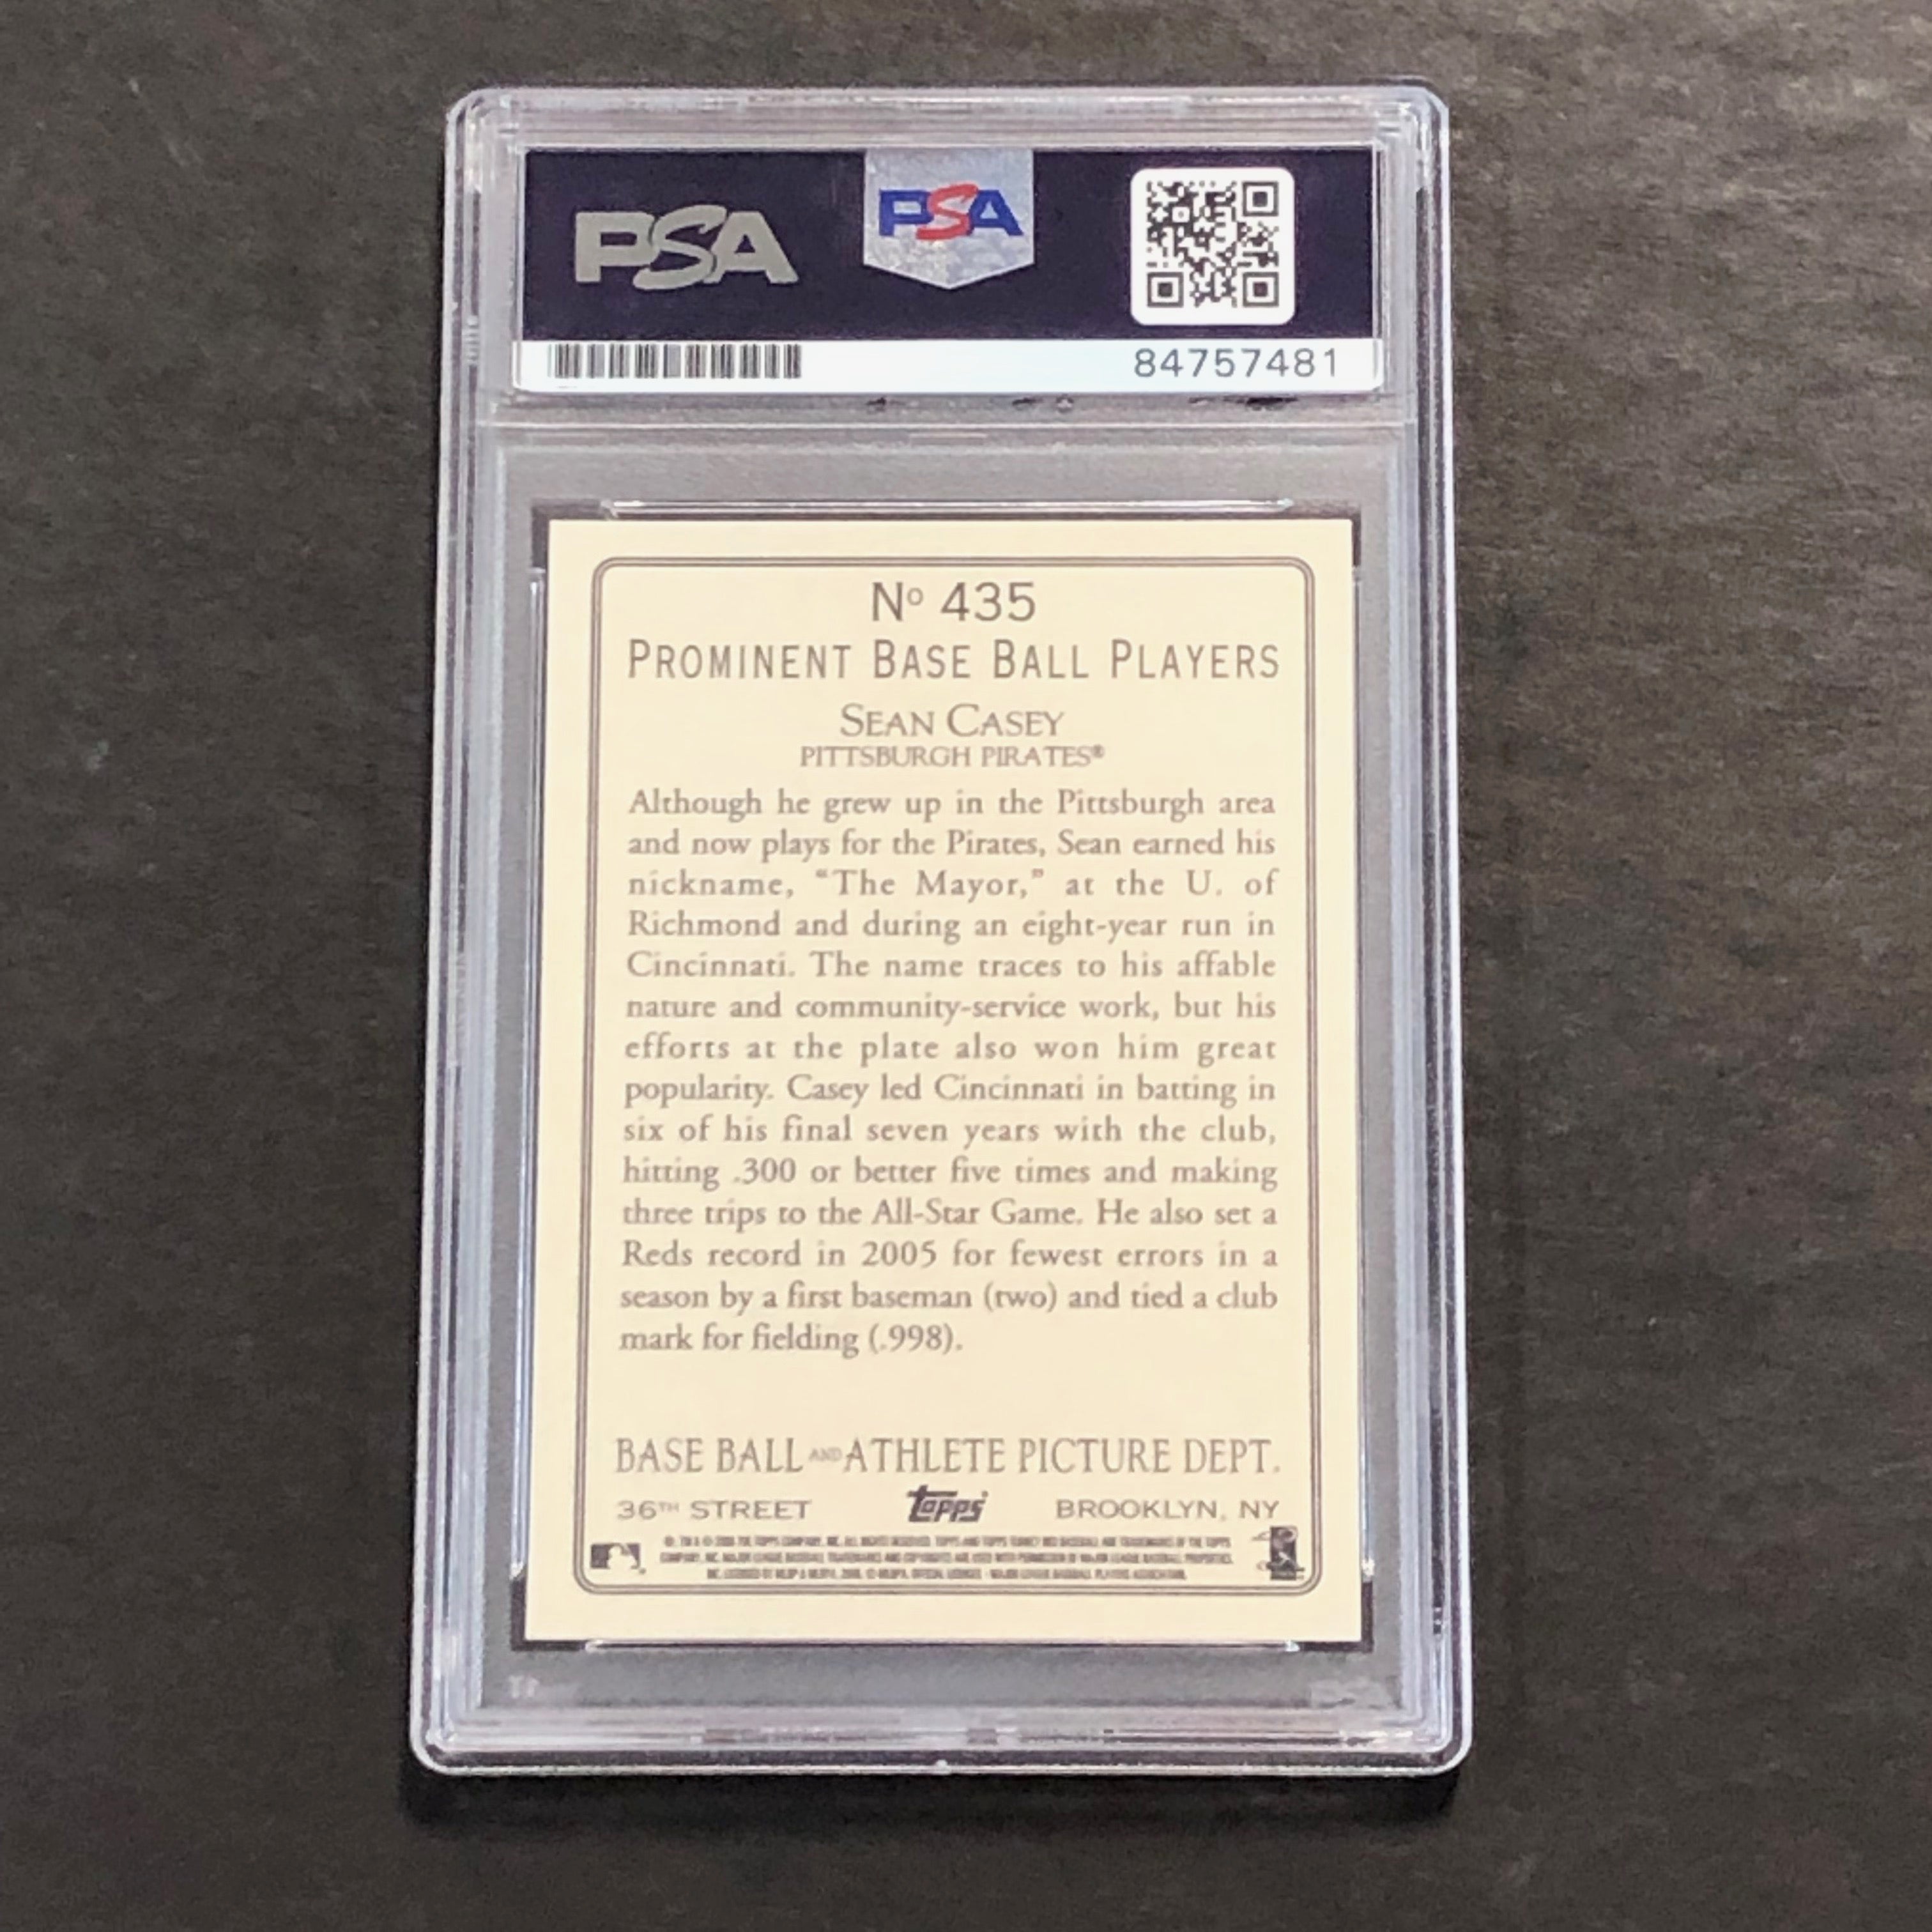 PSA
PSA
84757481
Nº 435
PROMINENT BASE BALL PLAYERS
SEAN CASEY
PITTSBURGH PIRATES®
Although he grew up in the Pittsburgh area
and now plays for the Pirates, Sean earned his
nickname, “The Mayor,” at the U. of
Richmond and during an eight-year run in
Cincinnati. The name traces to his affable
nature and community-service work, but his
efforts at the plate also won him great
popularity. Casey led Cincinnati in batting in
six of his final seven years with the club,
hitting .300 or better five times and making
three trips to the All-Star Game. He also set a
Reds record in 2005 for fewest errors in a
season by a first baseman (two) and tied a club
mark for fielding (.998).
BASE BALL AND ATHLETE PICTURE DEPT.
36TH STREET topps BROOKLYN, NY